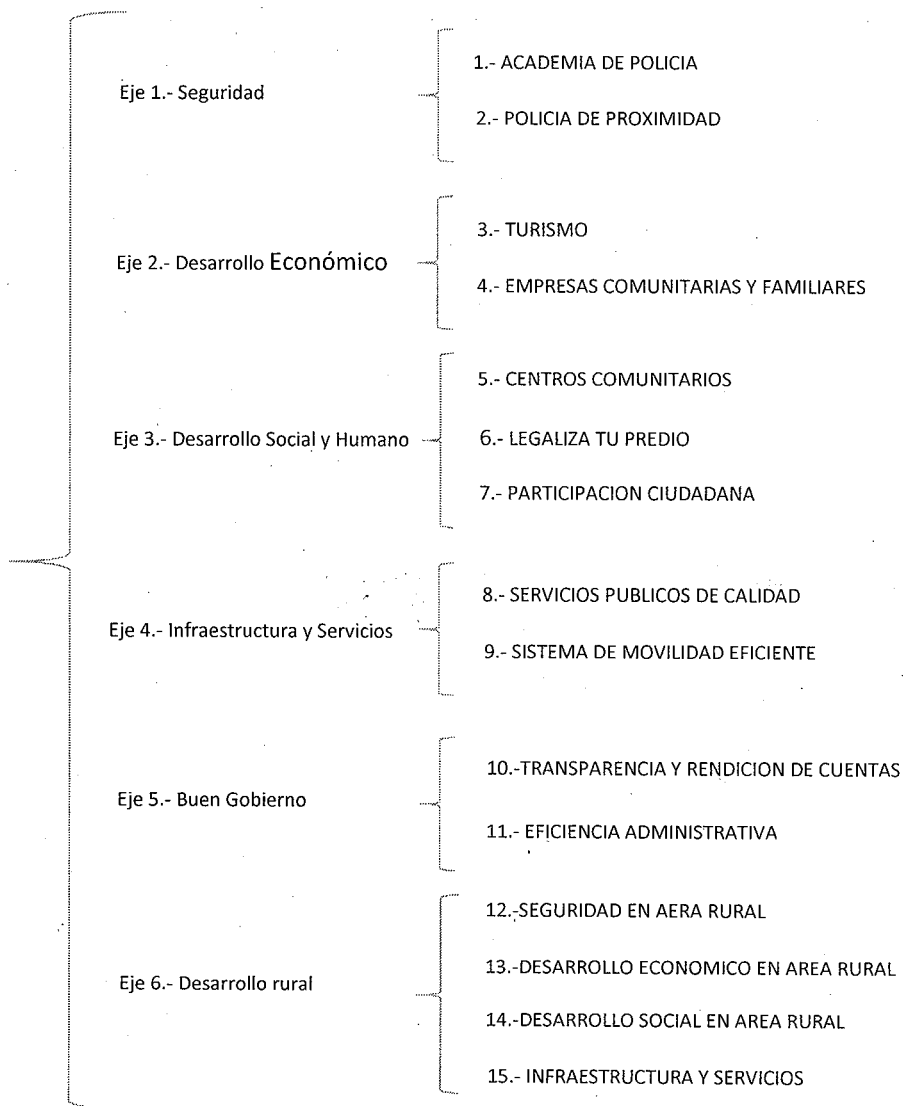 Eje 1.- Seguridad
1.- ACADEMIA DE POLICIA
2.- POLICIA DE PROXIMIDAD
Eje 2.- Desarrollo Económico
3.- TURISMO
4.- EMPRESAS COMUNITARIAS Y FAMILIARES
Eje 3.- Desarrollo Social y Humano
5.- CENTROS COMUNITARIOS
6.- LEGALIZA TU PREDIO
7.- PARTICIPACION CIUDADANA
Eje 4.- Infraestructura y Servicios
8.- SERVICIOS PUBLICOS DE CALIDAD
9.- SISTEMA DE MOVILIDAD EFICIENTE
Eje 5.- Buen Gobierno
10.-TRANSPARENCIA Y RENDICION DE CUENTAS
11.- EFICIENCIA ADMINISTRATIVA
Eje 6.- Desarrollo rural
12.-SEGURIDAD EN AERA RURAL
13.-DESARROLLO ECONOMICO EN AREA RURAL
14.-DESARROLLO SOCIAL EN AREA RURAL
15.- INFRAESTRUCTURA Y SERVICIOS